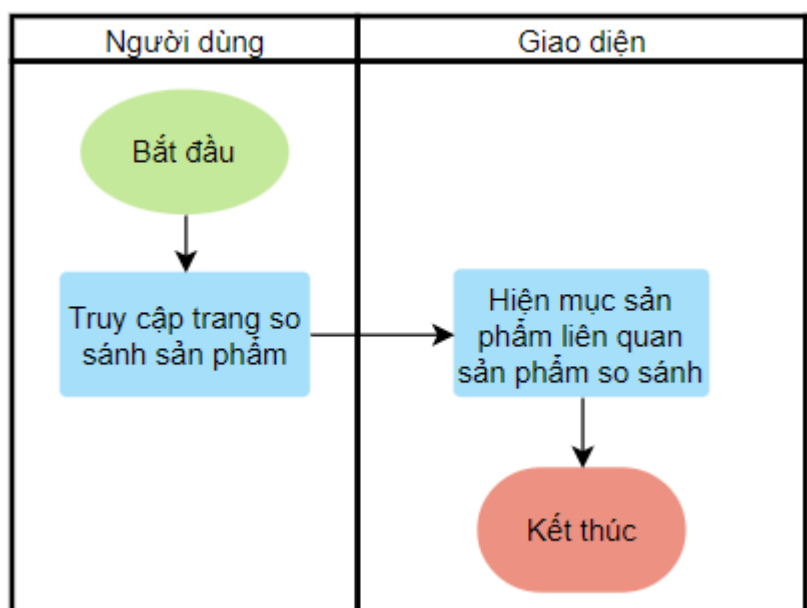 Người dùng
Giao diện
Bắt đầu
Truy cập trang so
sánh sản phẩm
Hiện mục sản
phẩm liên quan
sản phẩm so sánh
Kết thúc